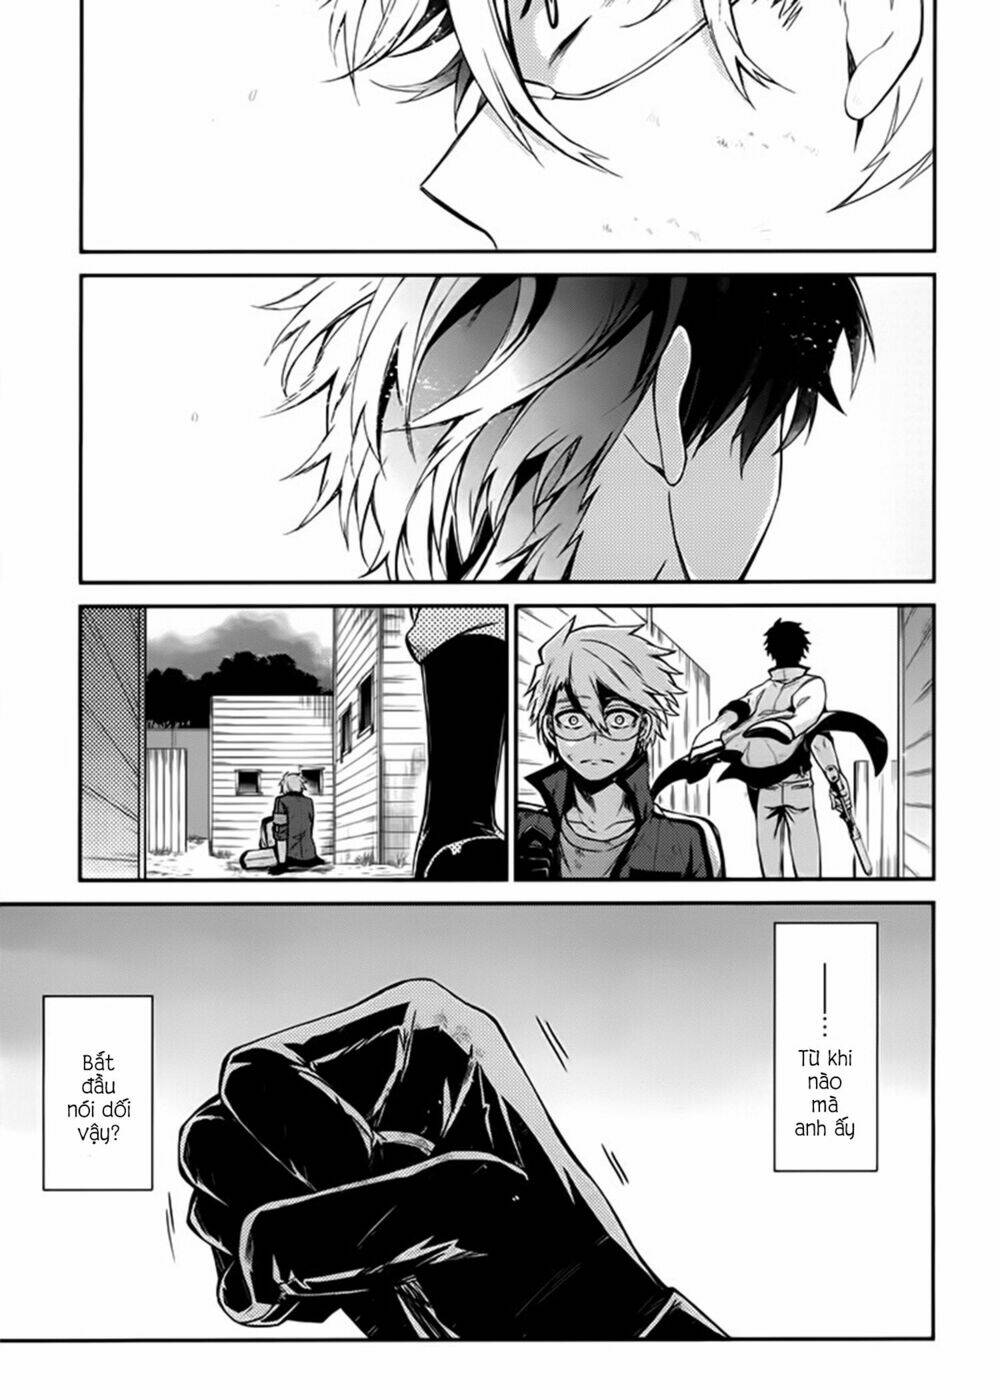 ——……
Từ khi
nào
mà
anh ấy
Bắt
đầu
nói dối
vậy?